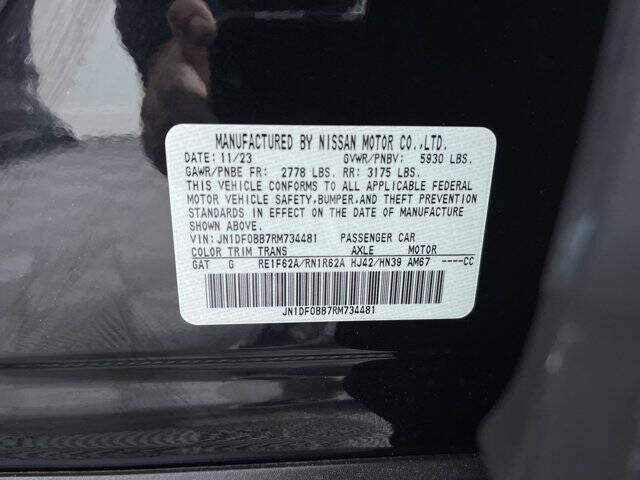 MANUFACTURED BY NISSAN MOTOR CO.,LTD.
DATE: 11/23 GVWR/PNBV: 5930 LBS.
GAWR/PNBE FR: 2778 LBS. RR: 3175 LBS.
THIS VEHICLE CONFORMS TO ALL APPLICABLE FEDERAL
MOTOR VEHICLE SAFETY,BUMPER,AND THEFT PREVENTION
STANDARDS IN EFFECT ON THE DATE OF MANUFACTURE
SHOWN ABOVE.
VIN: JN1DF0BB7RM734481 PASSENGER CAR
COLOR TRIM TRANS AXLE MOTOR
GAT G RE1F62A/RN1R62A HJ42/HN39 AM67 ----CC
JN1DF0BB7RM734481